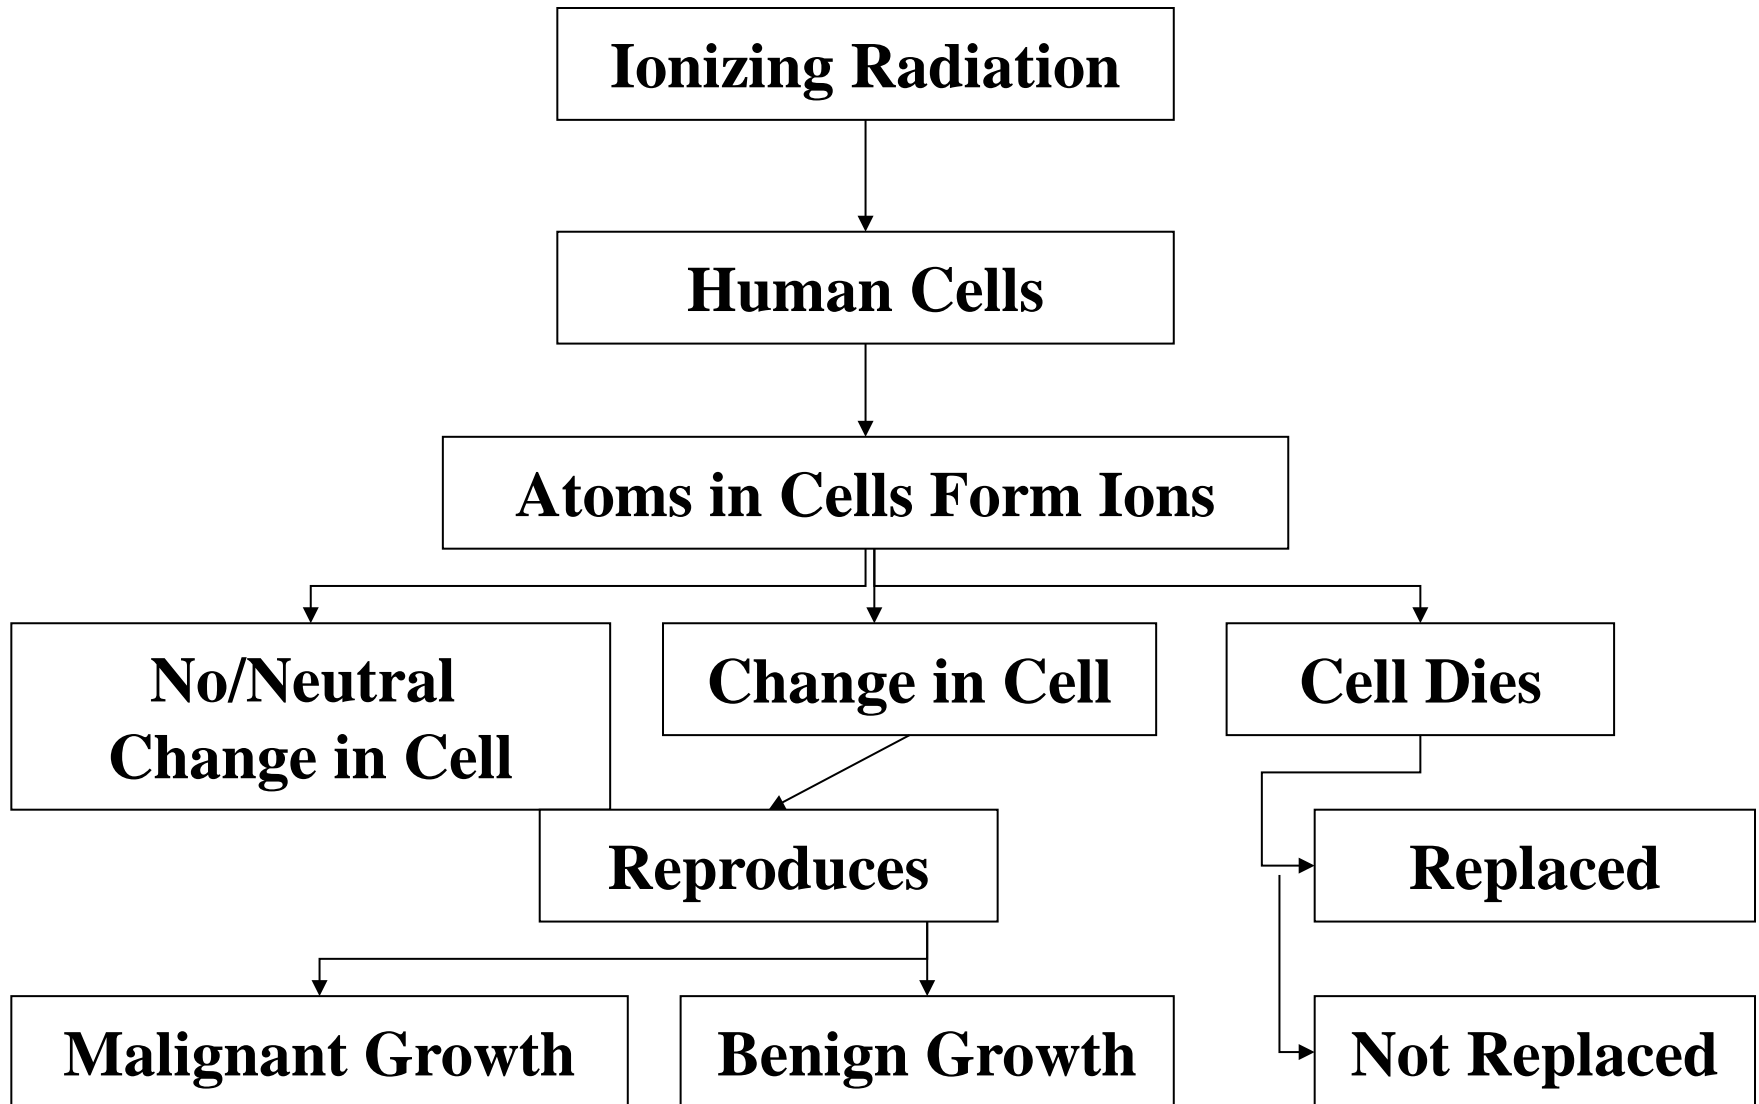 Ionizing Radiation
Human Cells
Atoms in Cells Form Ions
No/Neutral
Change in Cell
Change in Cell
Cell Dies
Reproduces
Replaced
Malignant Growth
Benign Growth
Not Replaced